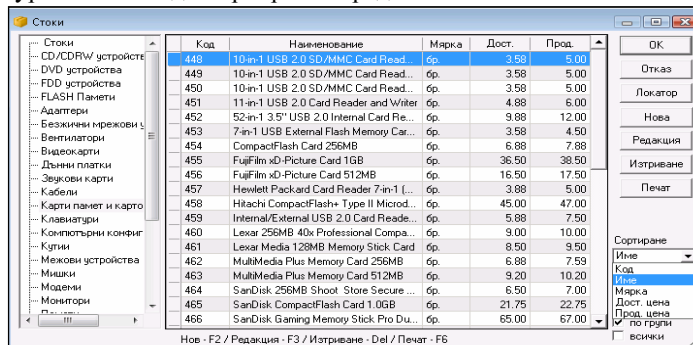 Стоки
Стоки
CD/CDRW устройств
DVD устройства
FDD устройства
FLASH Памети
Адаптери
Безжични мрежови у
Вентилатори
Видеокарти
Дънни платки
Звукови карти
Кабели
Карти памет и карто
Клавиатури
Компютърни конфиг
Кутии
Межови устройства
Мишки
Модеми
Монитори
Код Наименование Мярка Дост. Прод.
448 10-in-1 USB 2.0 SD/MMC Card Read... бр. 3.58 5.00
449 10-in-1 USB 2.0 SD/MMC Card Read... бр. 3.58 5.00
450 10-in-1 USB 2.0 SD/MMC Card Read... бр. 3.58 5.00
451 11-in-1 USB 2.0 Card Reader and Writer бр. 4.88 6.00
452 52-in-1 3.5" USB 2.0 Internal Card Re... бр. 9.88 12.00
453 7-in-1 USB External Flash Memory Car... бр. 3.58 4.50
454 CompactFlash Card 256MB бр. 6.88 7.88
455 FujiFilm xD-Picture Card 1GB бр. 36.50 38.50
456 FujiFilm xD-Picture Card 512MB бр. 16.50 17.50
457 Hewlett Packard Card Reader 7-in-1 (... бр. 3.88 5.00
458 Hitachi CompactFlash+ Type II Microd... бр. 45.00 47.00
459 Internal/External USB 2.0 Card Reade... бр. 5.88 7.50
460 Lexar 256MB 40x Professional Compa... бр. 9.00 10.00
461 Lexar Media 128MB Memory Stick Card бр. 8.50 9.50
462 MultiMedia Plus Memory Card 256MB бр. 6.88 7.59
463 MultiMedia Plus Memory Card 512MB бр. 9.20 10.20
464 SanDisk 256MB Shoot Store Secure ... бр. 6.50 7.00
465 SanDisk CompactFlash Card 1.0GB бр. 21.75 22.75
466 SanDisk Gaming Memory Stick Pro Du... бр. 65.00 67.00
OK
Отказ
Локатор
Нова
Редакция
Изтриване
Печат
Сортиране
Име
Код
Име
Мярка
Дост. цена
Прод. цена
по групи
всички
Нов - F2 / Редакция - F3 / Изтриване - Del / Печат - F6